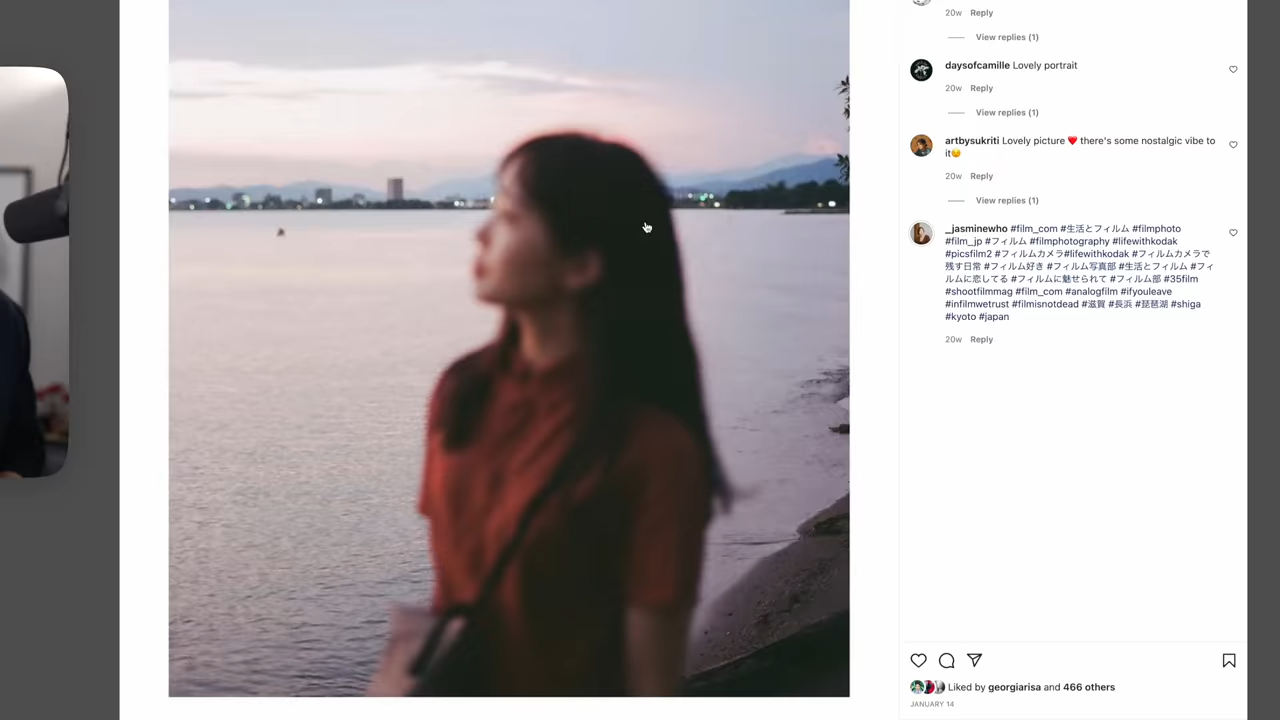 20w Reply
View replies (1)
daysofcamille Lovely portrait
20w Reply
View replies (1)
artbysukriti Lovely picture ❤️ there's some nostalgic vibe to
it😌
20w Reply
View replies (1)
_jasminewho #film_com #生活とフィルム #filmphoto
#film_jp #フィルム #filmphotography #lifewithkodak
#picsfilm2 #フィルムカメラ#lifewithkodak #フィルムカメラで
残す日常 #フィルム好き #フィルム写真部 #生活とフィルム #フィ
ルムに恋してる #フィルムに魅せられて #フィルム部 #35film
#shootfilmmag #film_com #analogfilm #ifyouleave
#infilmwetrust #filmisnotdead #滋賀 #長浜 #琵琶湖 #shiga
#kyoto #japan
20w Reply
Liked by georgiarisa and 466 others
JANUARY 14